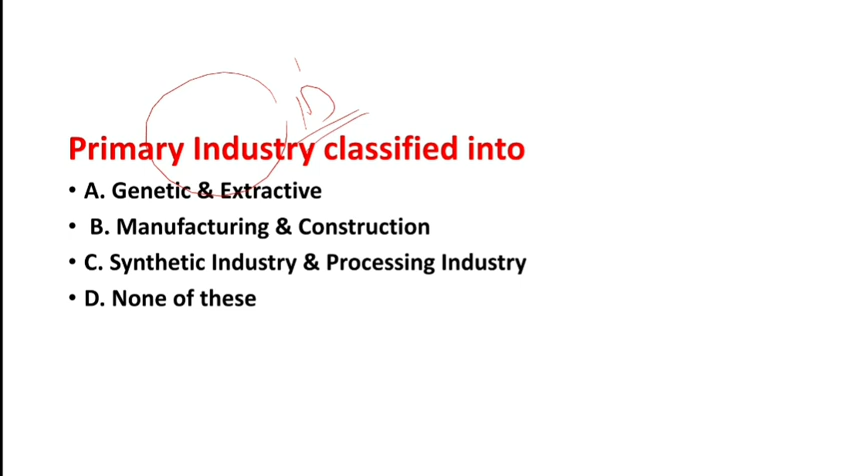 D
Primary Industry classified into
• A. Genetic & Extractive
• B. Manufacturing & Construction
• C. Synthetic Industry & Processing Industry
• D. None of these